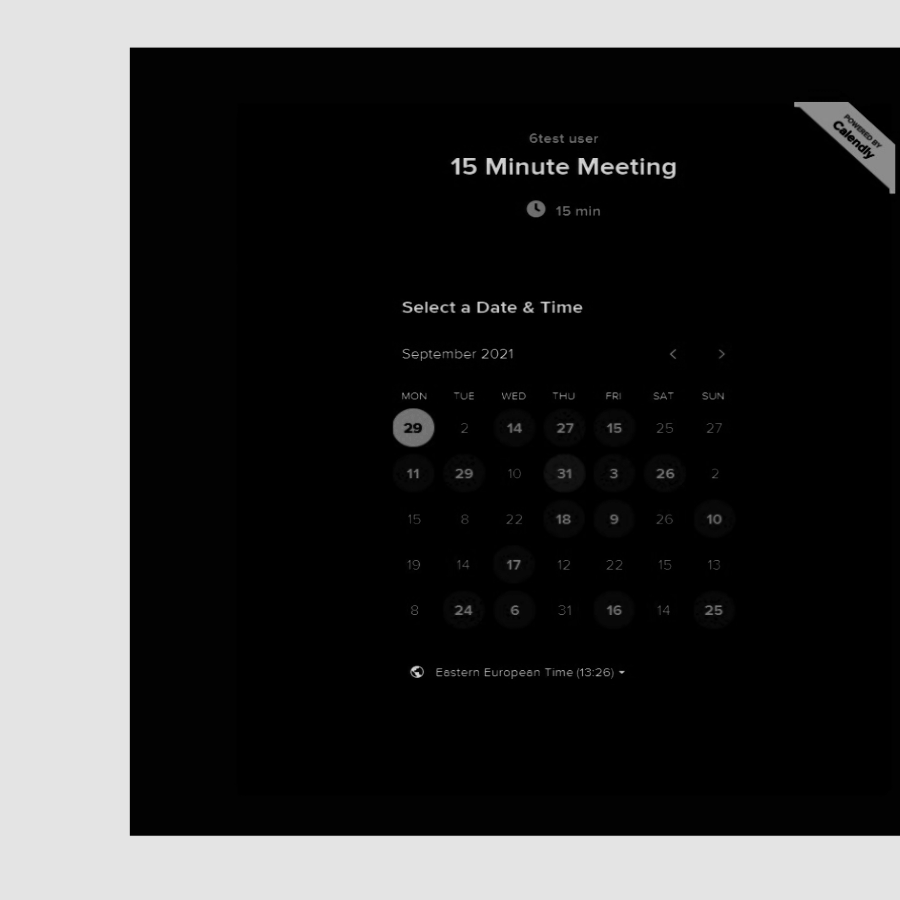 POWERED BY
Calendly
6test user
15 Minute Meeting
15 min
Select a Date & Time
September 2021 < >
MON TUE WED THU FRI SAT SUN
29 2 14 27 15 25 27
11 29 10 31 3 26 2
15 8 22 18 9 26 10
19 14 17 12 22 15 13
8 24 6 31 16 14 25
Eastern European Time (13:26)